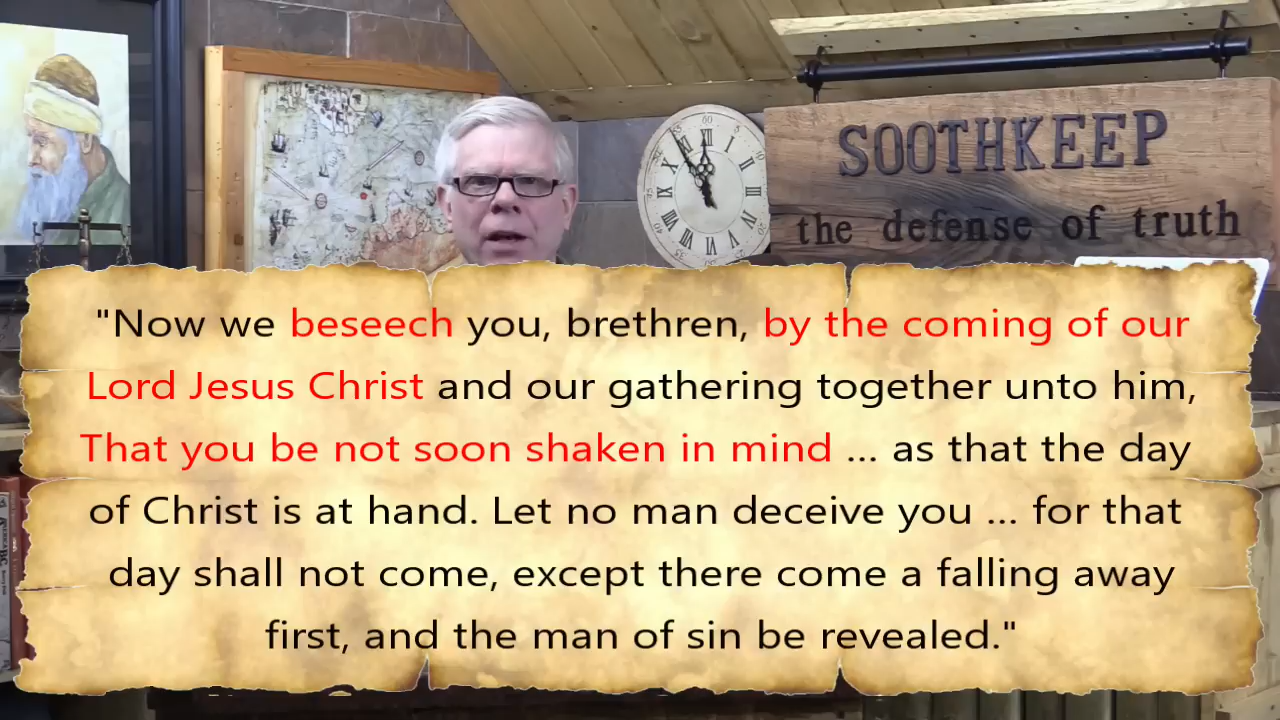 SOOTHKEEP
the defense of truth
"Now we beseech you, brethren, by the coming of our
Lord Jesus Christ and our gathering together unto him,
That you be not soon shaken in mind ... as that the day
of Christ is at hand. Let no man deceive you ... for that
day shall not come, except there come a falling away
first, and the man of sin be revealed."